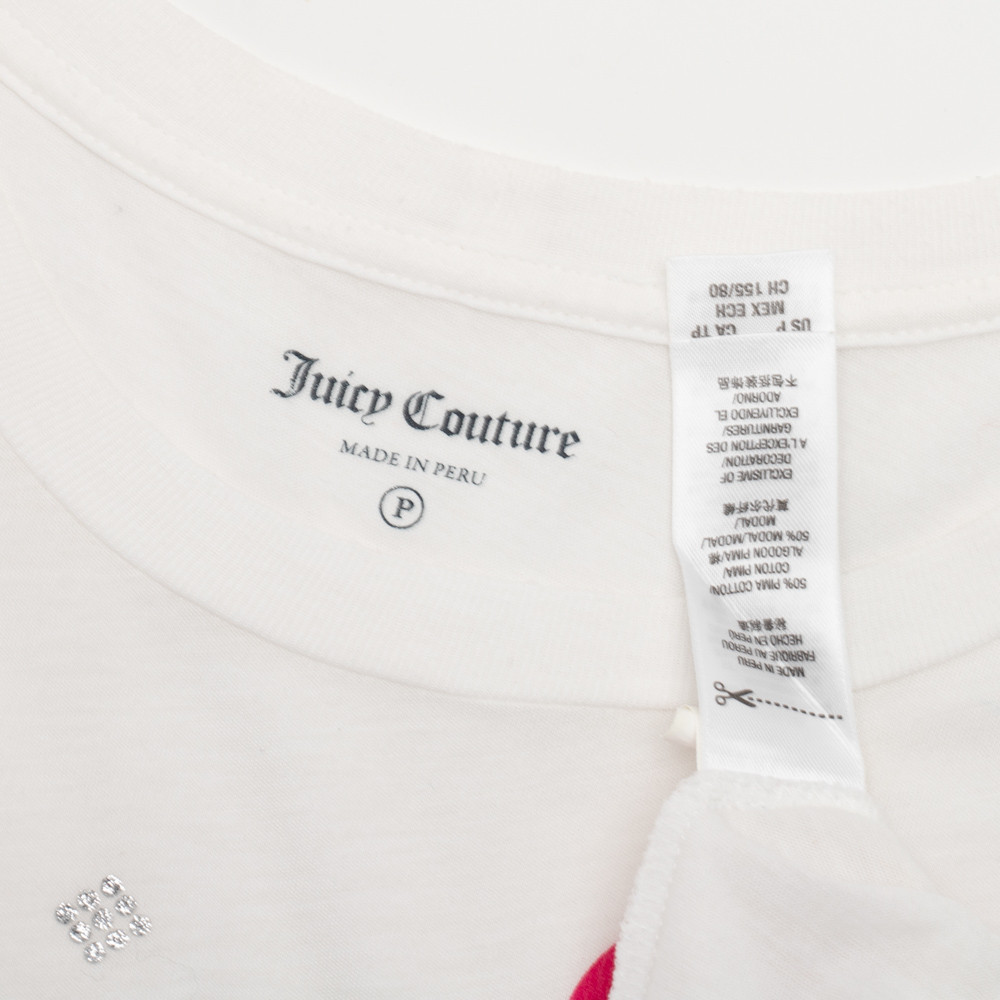 Juicy Couture
MADE IN PERU
P
MADE IN PERU
FABRIQUE AU PEROU
HECHO EN PERU
秘鲁制造
50% PIMA COTTON/
COTON PIMA/
ALGODON PIMA/棉
50% MODAL/MODAL/
MODAL/
莫代尔纤维
EXCLUSIVE OF
DECORATION/
A L'EXCEPTION DES
GARNITURES/
EXCLUYENDO EL
ADORNO/
不包括装饰品
US P CA TP
MEX ECH
CH 155/80